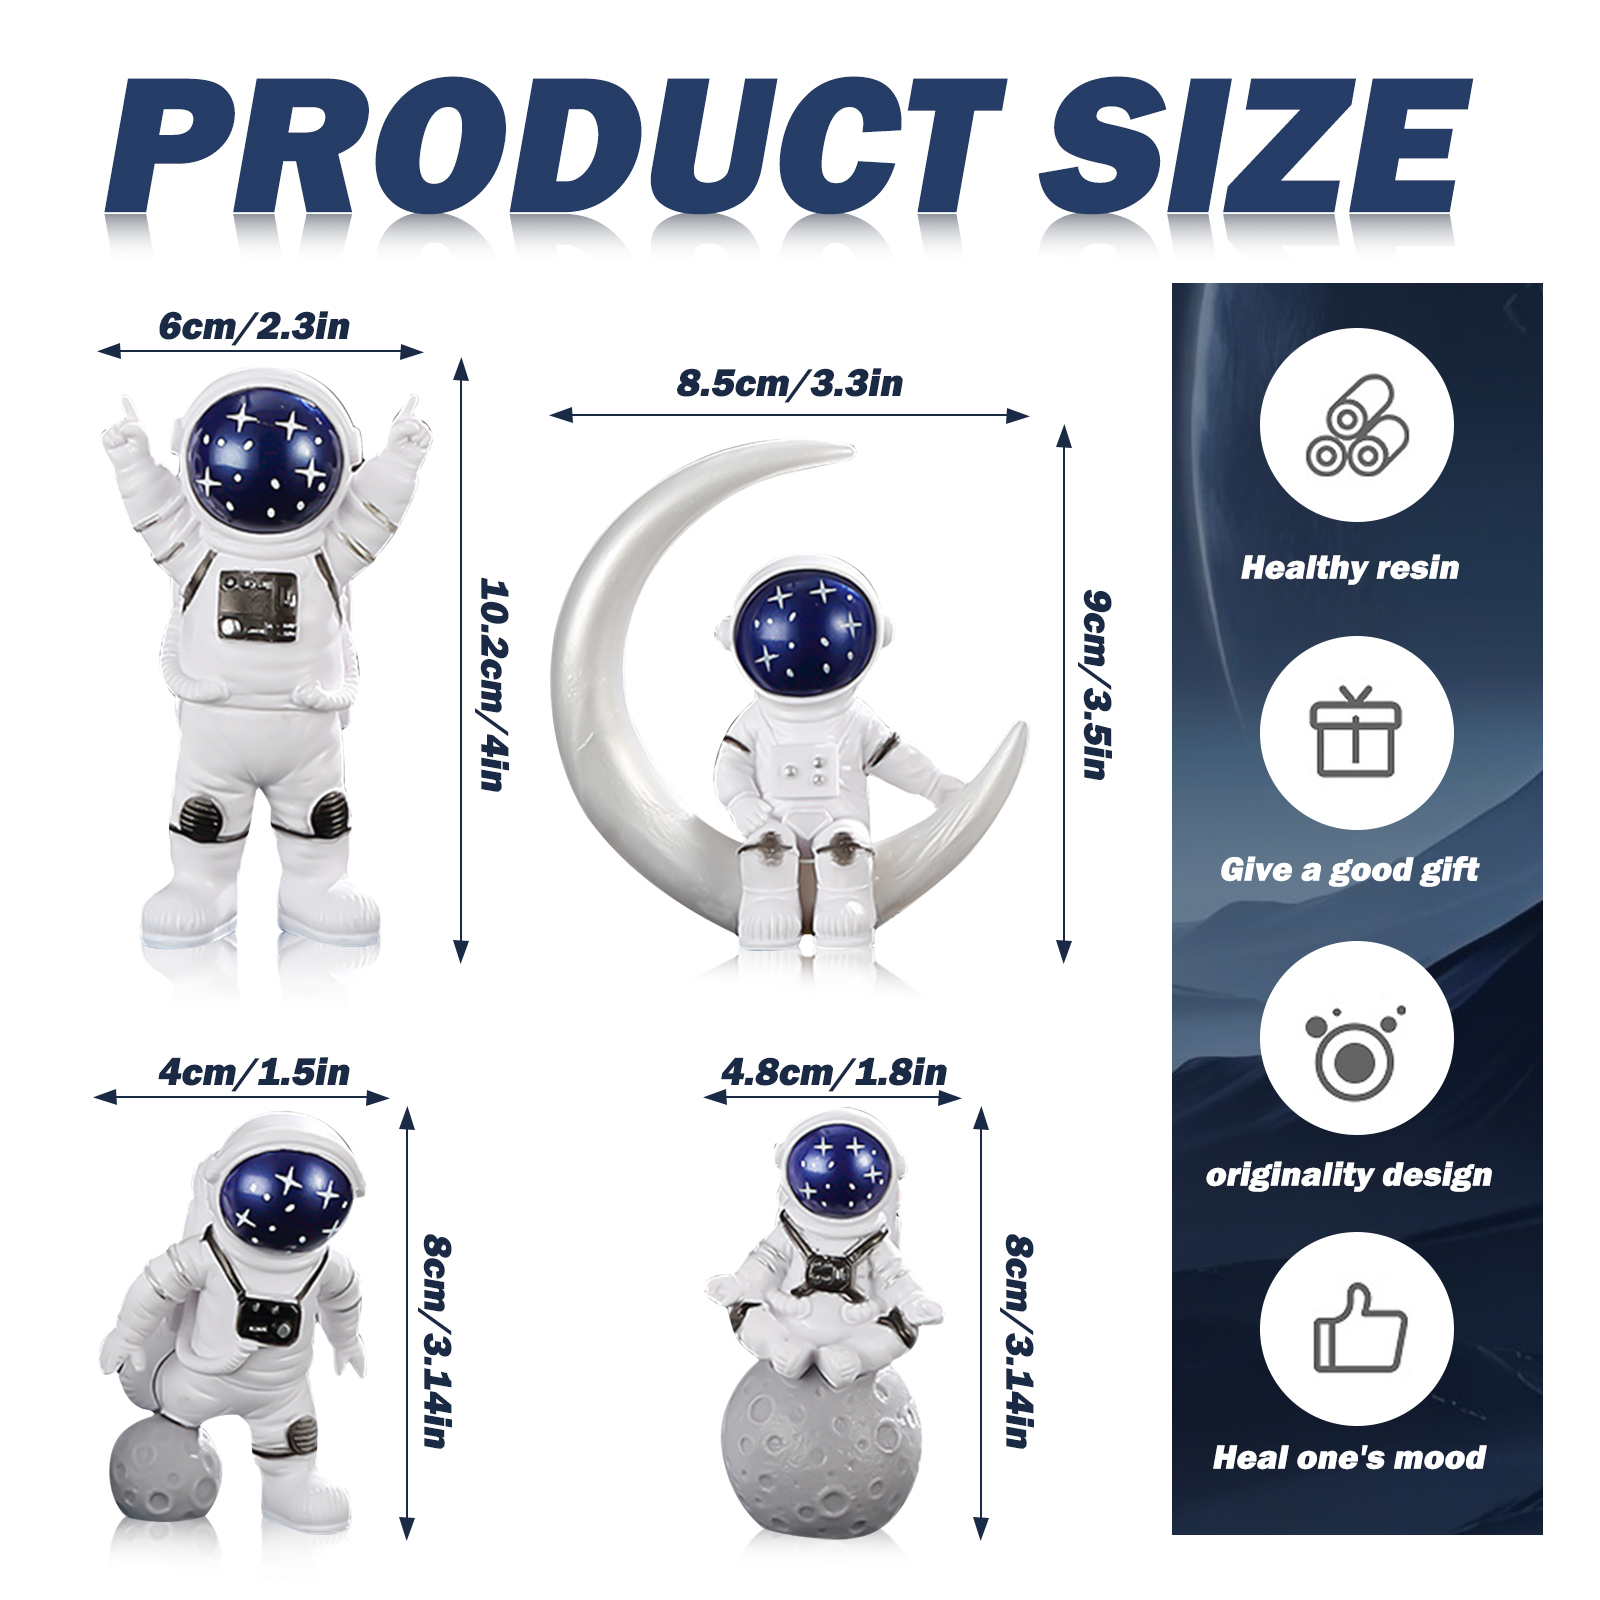 PRODUCT SIZE
6cm/2.3in
10.2cm/4in
8.5cm/3.3in
9cm/3.5in
4cm/1.5in
8cm/3.14in
4.8cm/1.8in
8cm/3.14in
Healthy resin
Give a good gift
originality design
Heal one's mood